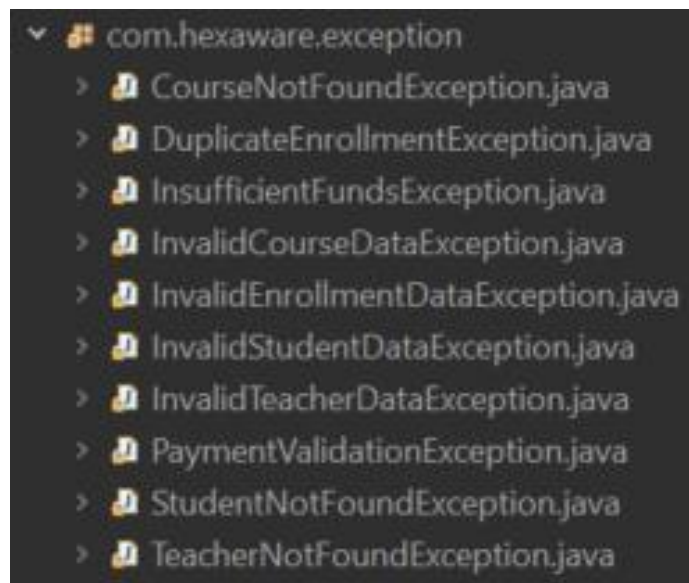 com.hexaware.exception
CourseNotFoundException.java
DuplicateEnrollmentException.java
InsufficientFundsException.java
InvalidCourseDataException.java
InvalidEnrollmentDataException.java
InvalidStudentDataException.java
InvalidTeacherDataException.java
PaymentValidationException.java
StudentNotFoundException.java
TeacherNotFoundException.java